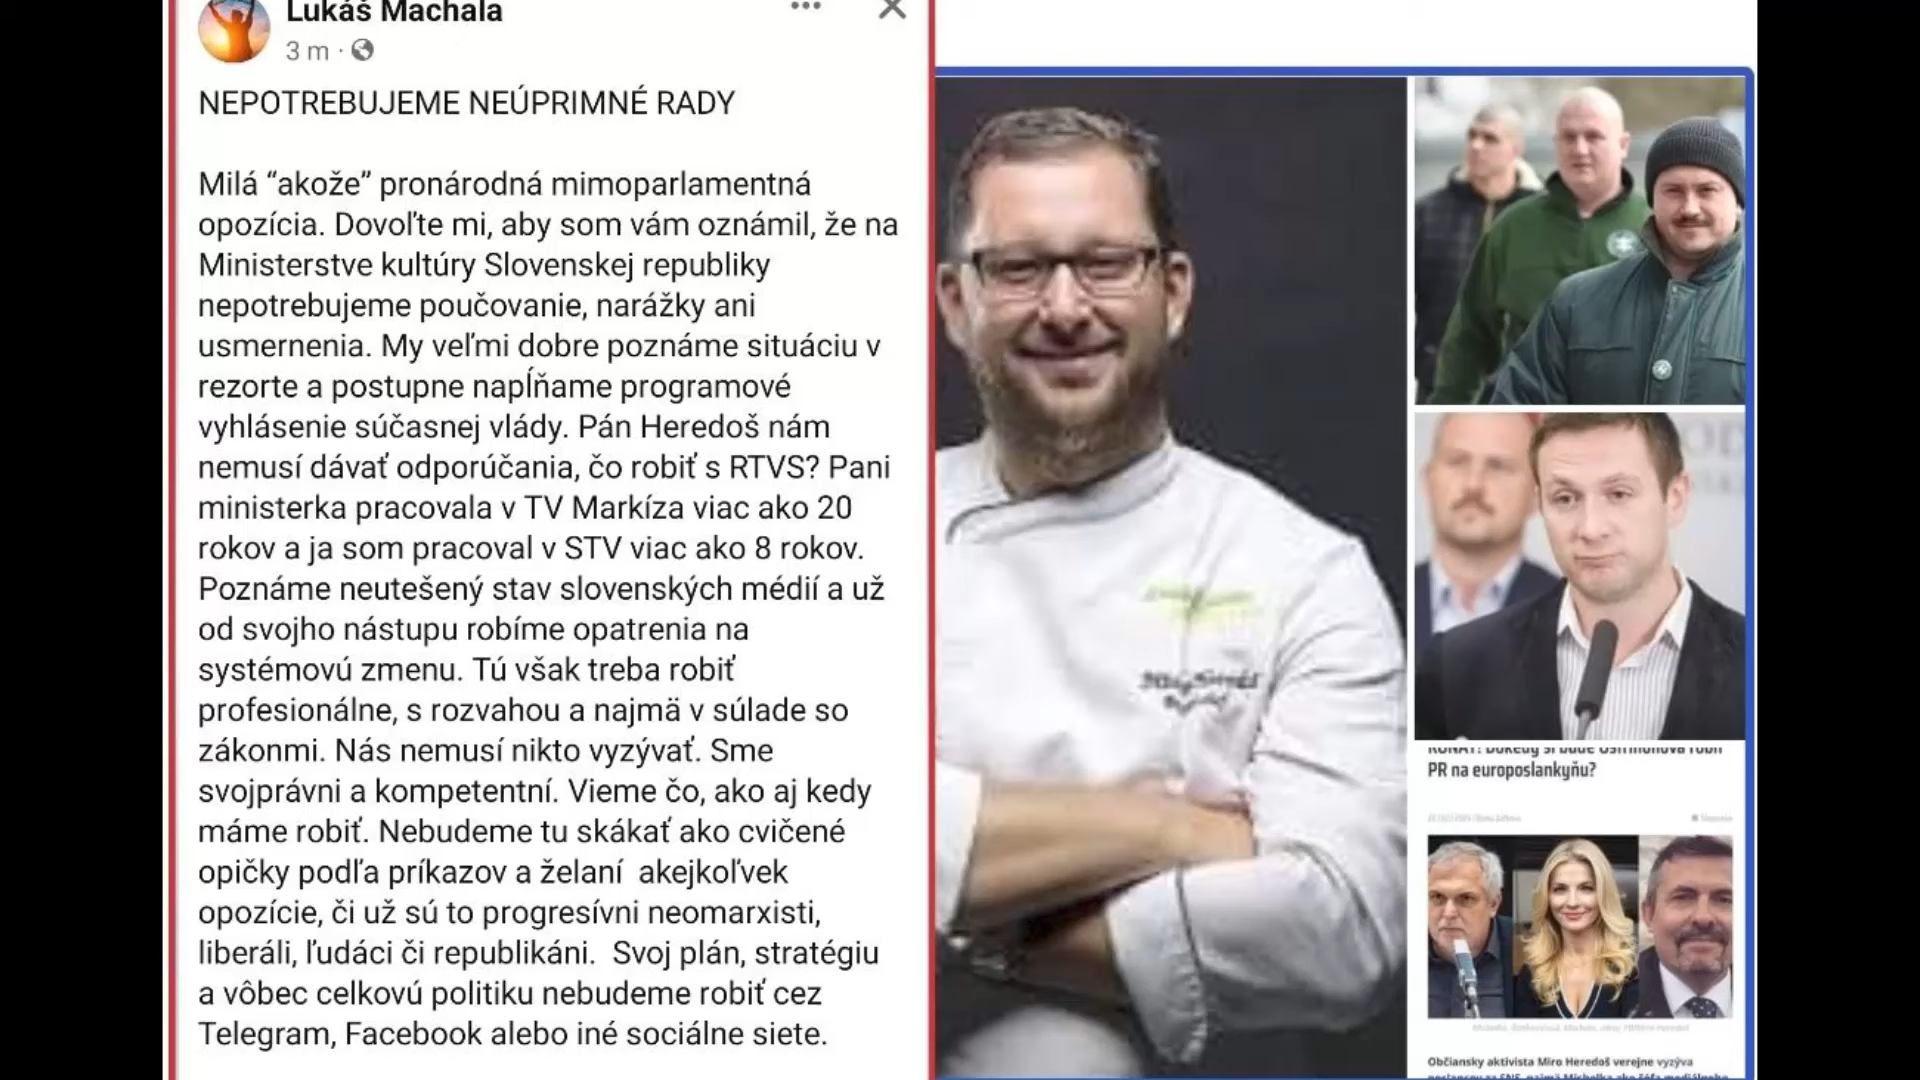 Lukáš Machala
3 m ·
NEPOTREBUJEME NEÚPRIMNÉ RADY
Milá “akože” pronárodná mimoparlamentná
opozícia. Dovoľte mi, aby som vám oznámil, že na
Ministerstve kultúry Slovenskej republiky
nepotrebujeme poučovanie, narážky ani
usmernenia. My veľmi dobre poznáme situáciu v
rezorte a postupne napĺňame programové
vyhlásenie súčasnej vlády. Pán Heredoš nám
nemusí dávať odporúčania, čo robiť s RTVS? Pani
ministerka pracovala v TV Markíza viac ako 20
rokov a ja som pracoval v STV viac ako 8 rokov.
Poznáme neutešený stav slovenských médií a už
od svojho nástupu robíme opatrenia na
systémovú zmenu. Tú však treba robiť
profesionálne, s rozvahou a najmä v súlade so
zákonmi. Nás nemusí nikto vyzývať. Sme
svojprávni a kompetentní. Vieme čo, ako aj kedy
máme robiť. Nebudeme tu skákať ako cvičené
opičky podľa príkazov a želaní  akejkoľvek
opozície, či už sú to progresívni neomarxisti,
liberáli, ľudáci či republikáni.  Svoj plán, stratégiu
a vôbec celkovú politiku nebudeme robiť cez
Telegram, Facebook alebo iné sociálne siete.
PR na europoslankyňu?
Občiansky aktivista Miro Heredoš verejne vyzýva